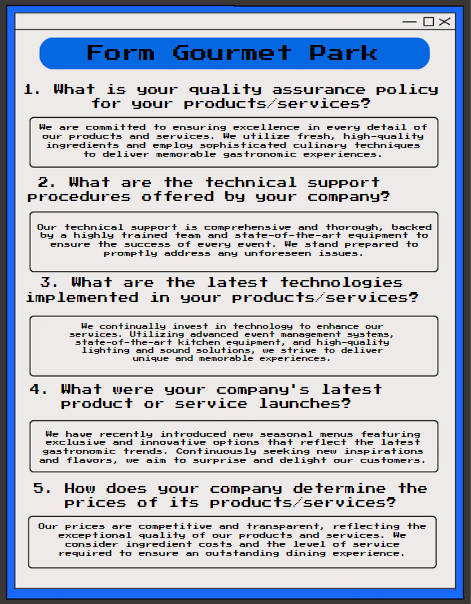 Form Gourmet Park
1. What is your quality assurance policy
for your products/services?
We are committed to ensuring excellence in every detail of
our products and services. We utilize fresh, high-quality
ingredients and employ sophisticated culinary techniques
to deliver memorable gastronomic experiences.
2. What are the technical support
procedures offered by your company?
Our technical support is comprehensive and thorough, backed
by a highly trained team and state-of-the-art equipment to
ensure the success of every event. We stand prepared to
promptly address any unforeseen issues.
3. What are the latest technologies
implemented in your products/services?
We continually invest in technology to enhance our
services. Utilizing advanced event management systems,
state-of-the-art kitchen equipment, and high-quality
lighting and sound solutions, we strive to deliver
unique and memorable experiences.
4. What were your company's latest
product or service launches?
We have recently introduced new seasonal menus featuring
exclusive and innovative options that reflect the latest
gastronomic trends. Continuously seeking new inspirations
and flavors, we aim to surprise and delight our customers.
5. How does your company determine the
prices of its products/services?
Our prices are competitive and transparent, reflecting the
exceptional quality of our products and services. We
consider ingredient costs and the level of service
required to ensure an outstanding dining experience.